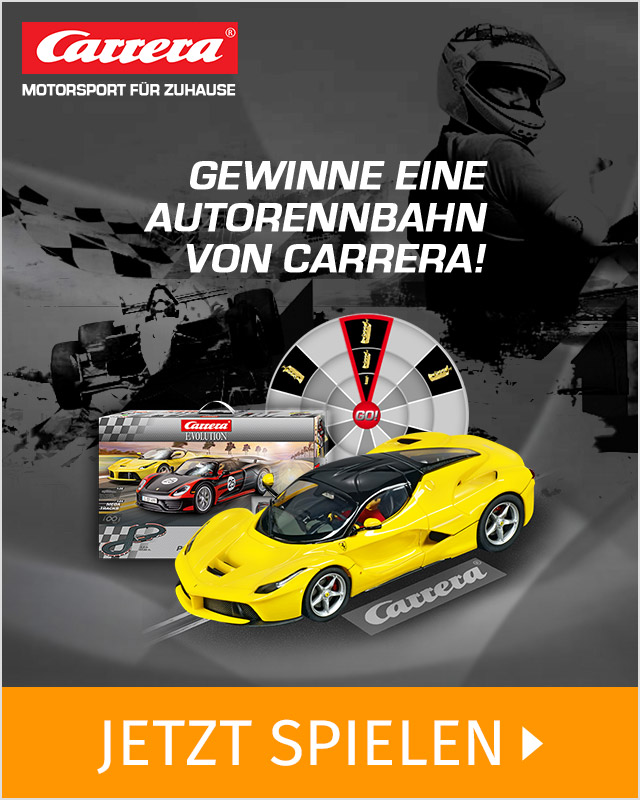 Carrera®
MOTORSPORT FÜR ZUHAUSE
GEWINNE EINE
AUTORENNBAHN
VON CARRERA!
GO!
Carrera
EVOLUTION
Carrera
JETZT SPIELEN